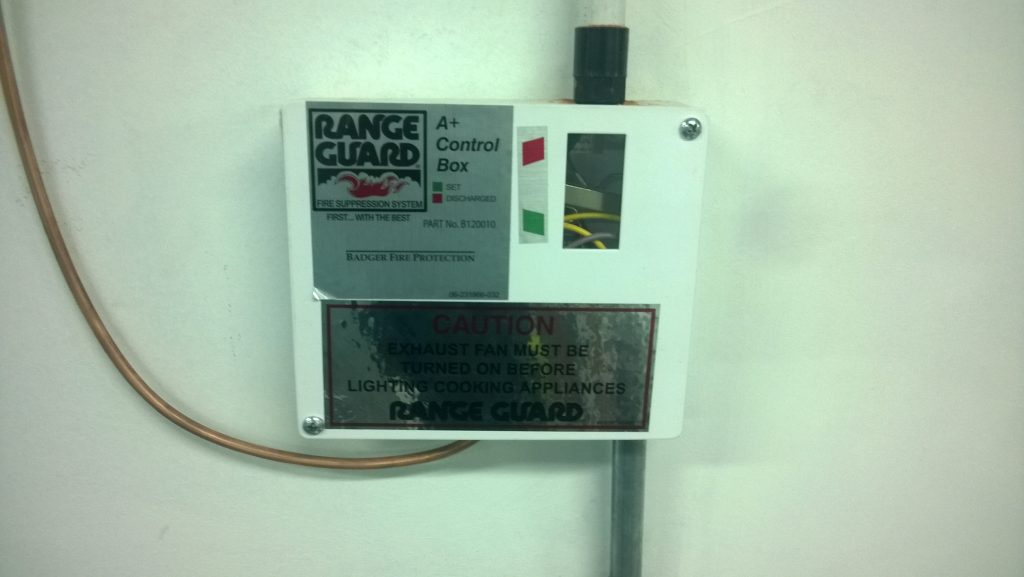 RANGE
GUARD
FIRE SUPPRESSION SYSTEM
FIRST... WITH THE BEST
A+
Control
Box
SET
DISCHARGED
PART No. B120010
BADGER FIRE PROTECTION
CAUTION
EXHAUST FAN MUST BE
TURNED ON BEFORE
LIGHTING COOKING APPLIANCES
RANGE GUARD